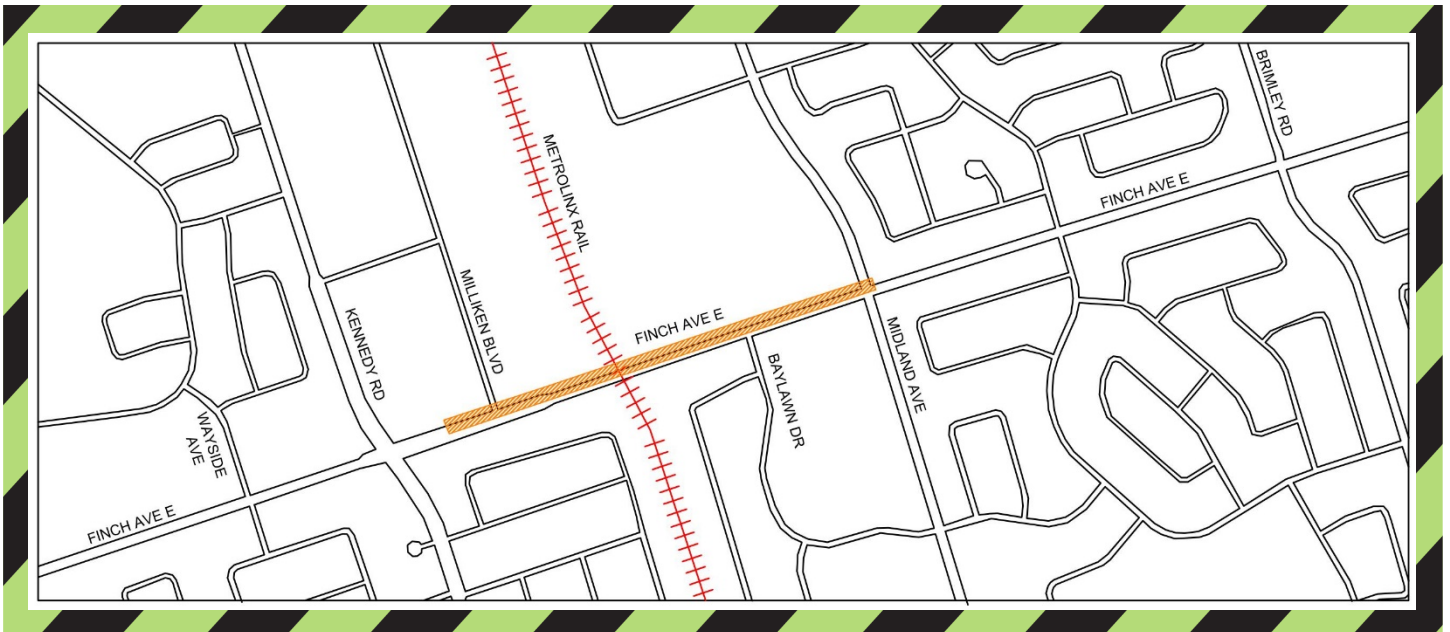 BRIMLEY RD
METROLINX RAIL
FINCH AVE E
MILLIKEN BLVD
KENNEDY RD
FINCH AVE E
MIDLAND AVE
BAYLAWN DR
WAYSIDE
AVE
FINCH AVE E